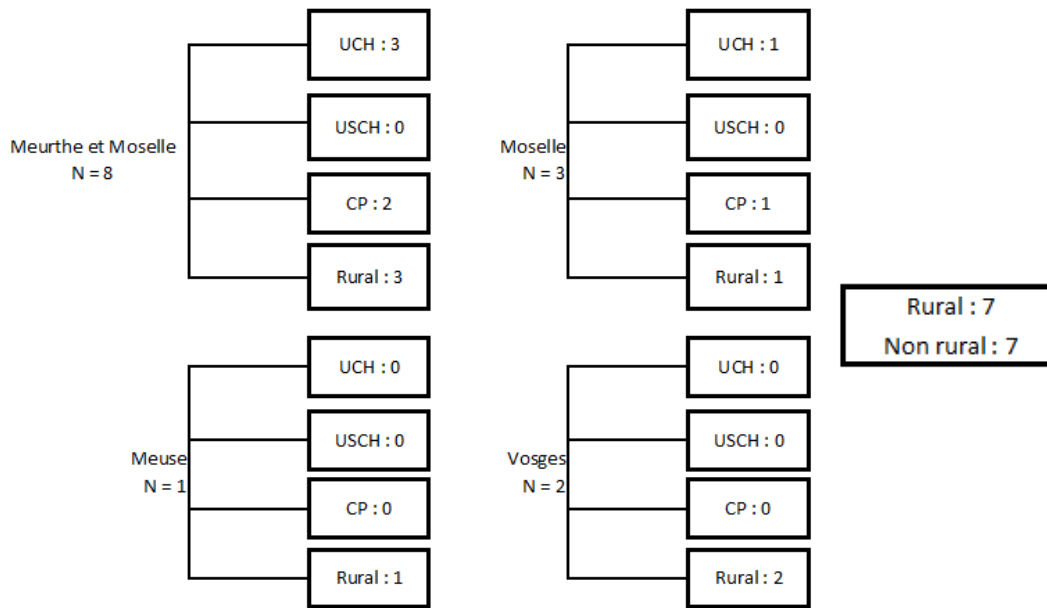 Meurthe et Moselle
N = 8
UCH : 3
USCH : 0
CP : 2
Rural : 3
Moselle
N = 3
UCH : 1
USCH : 0
CP : 1
Rural : 1
Meuse
N = 1
UCH : 0
USCH : 0
CP : 0
Rural : 1
Vosges
N = 2
UCH : 0
USCH : 0
CP : 0
Rural : 2
Rural : 7
Non rural : 7